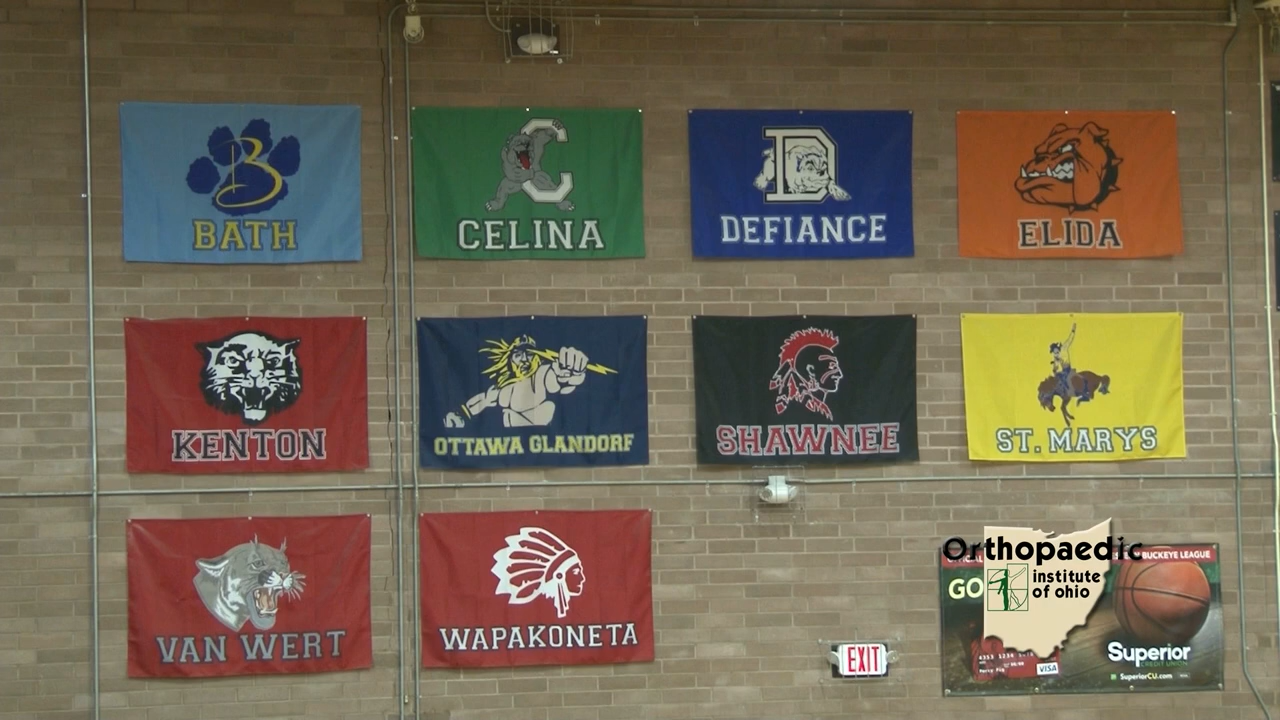 B
BATH
C
CELINA
D
DEFIANCE
ELIDA
KENTON
OTTAWA GLANDORF
SHAWNEE
ST. MARYS
VAN WERT
WAPAKONETA
EXIT
Orthopaedic
institute
of ohio
BUCKEYE LEAGUE
GO
VISA
Superior
CREDIT UNION
SuperiorCU.com